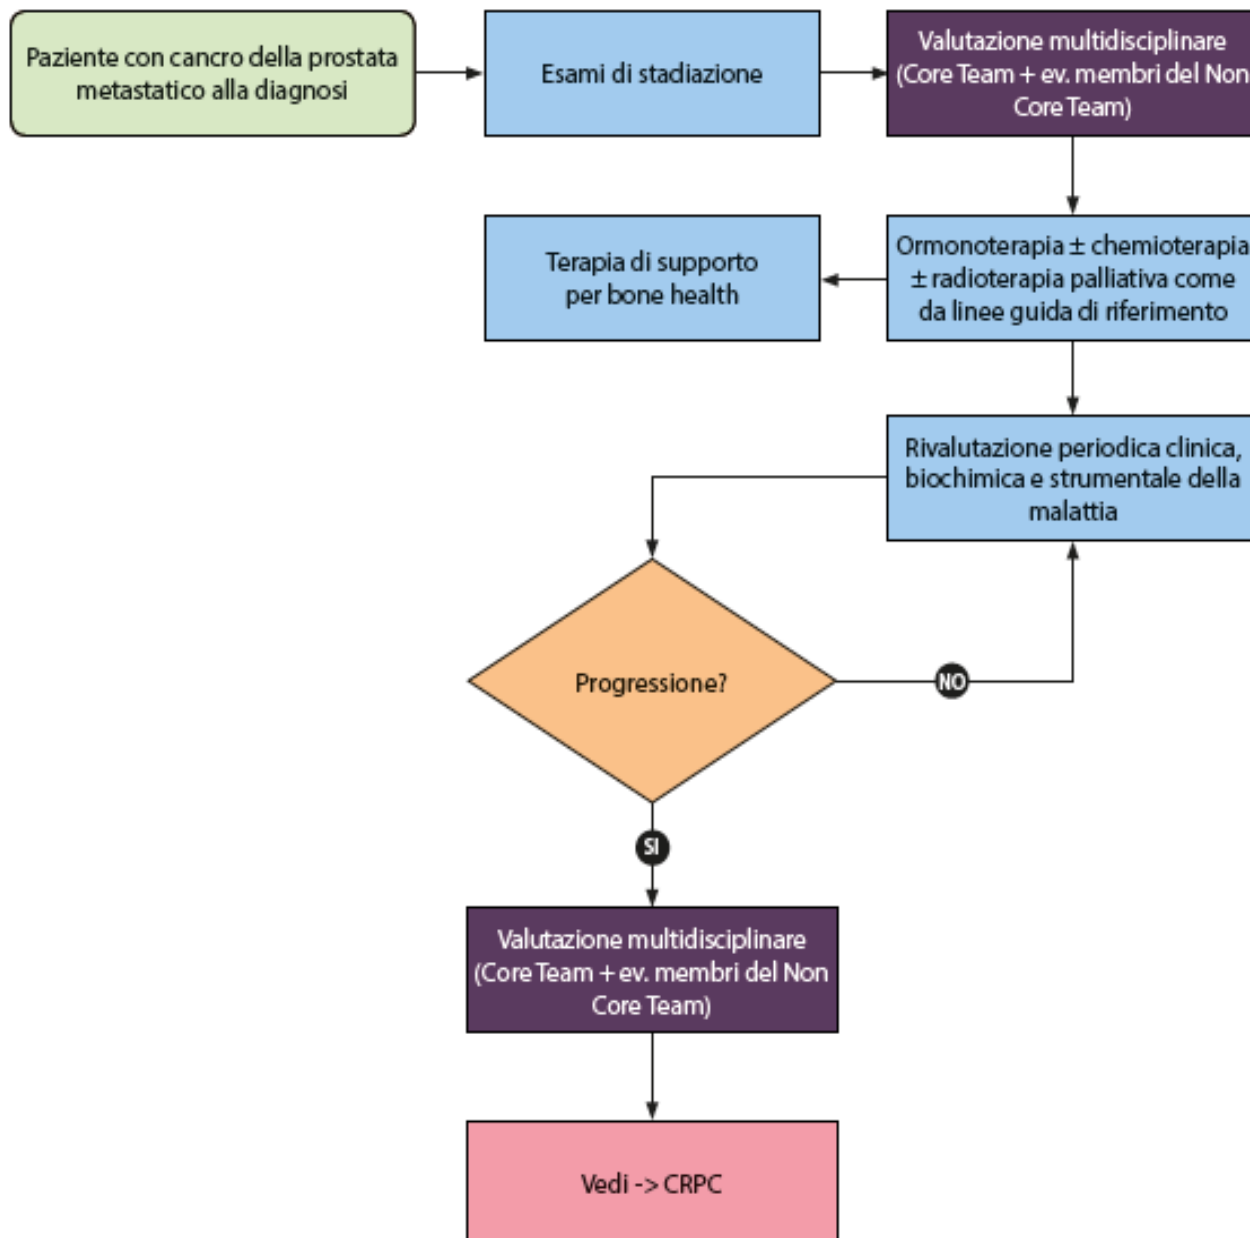 Paziente con cancro della prostata
metastatico alla diagnosi
Esami di stadiazione
Valutazione multidisciplinare
(Core Team + ev. membri del Non
Core Team)
Terapia di supporto
per bone health
Ormonoterapia ± chemioterapia
± radioterapia palliativa come
da linee guida di riferimento
Rivalutazione periodica clinica,
biochimica e strumentale della
malattia
Progressione?
NO
SI
Valutazione multidisciplinare
(Core Team + ev. membri del Non
Core Team)
Vedi -> CRPC